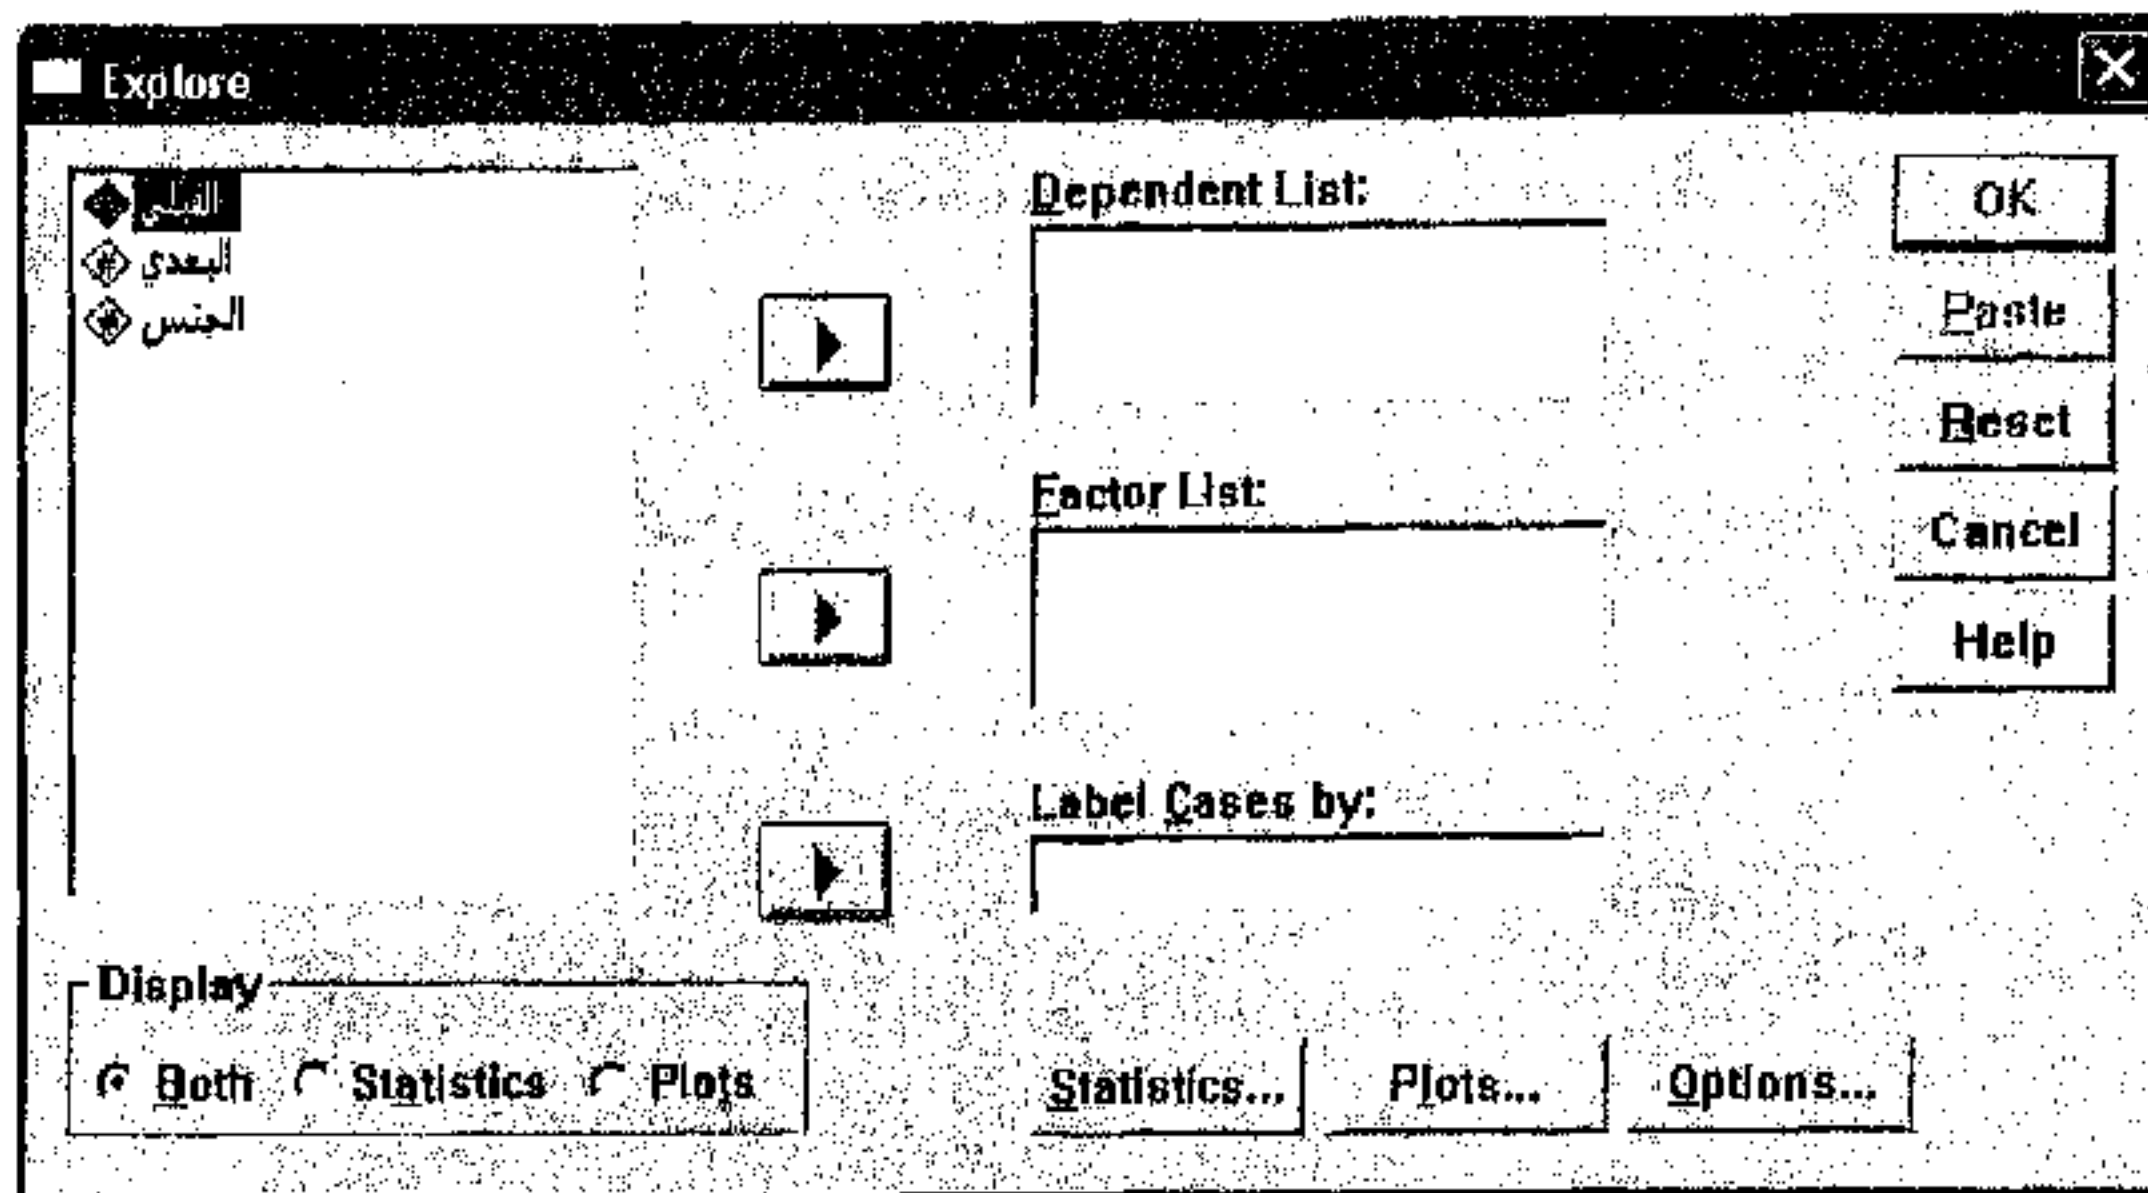 Explore
القبلي
البعدي
الجنس
Dependent List:
Factor List:
Label Cases by:
OK
Paste
Reset
Cancel
Help
Display
Both Statistics Plots
Statistics... Plots... Options...